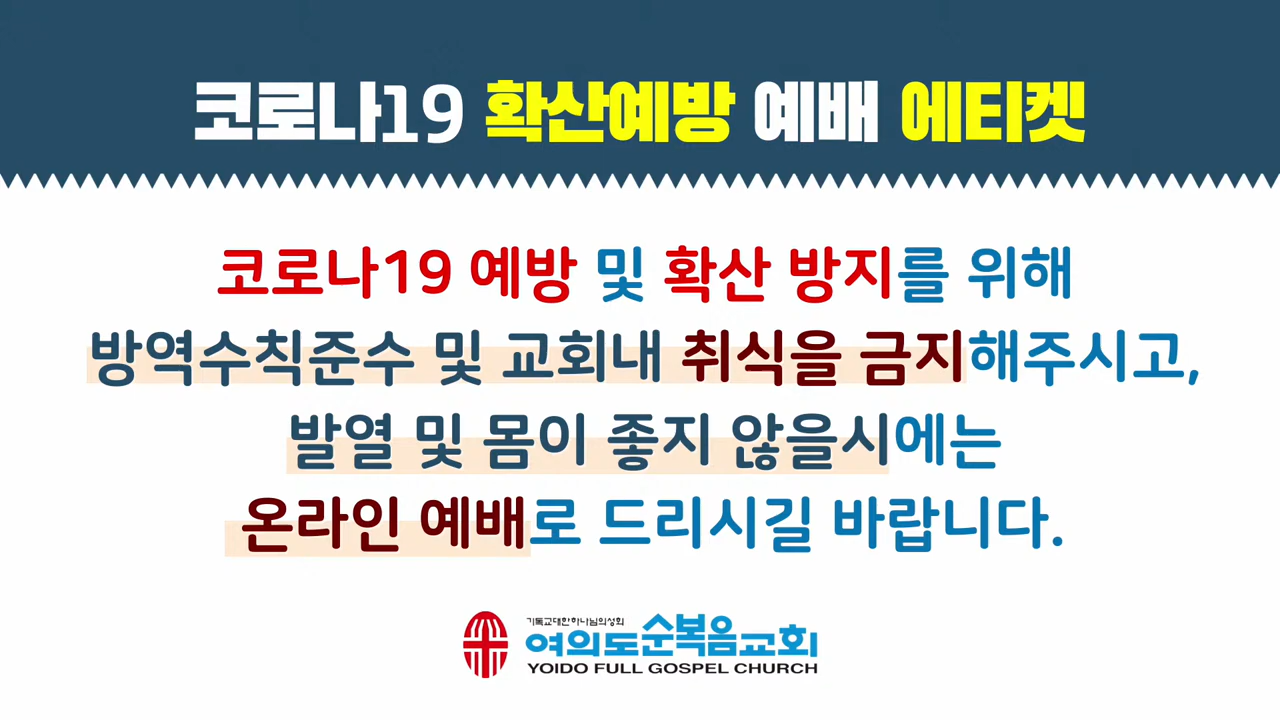 코로나19 확산예방 예배 에티켓
코로나19 예방 및 확산 방지를 위해
방역수칙준수 및 교회내 취식을 금지해주시고,
발열 및 몸이 좋지 않을시에는
온라인 예배로 드리시길 바랍니다.
기독교대한하나님의성회
여의도순복음교회
YOIDO FULL GOSPEL CHURCH